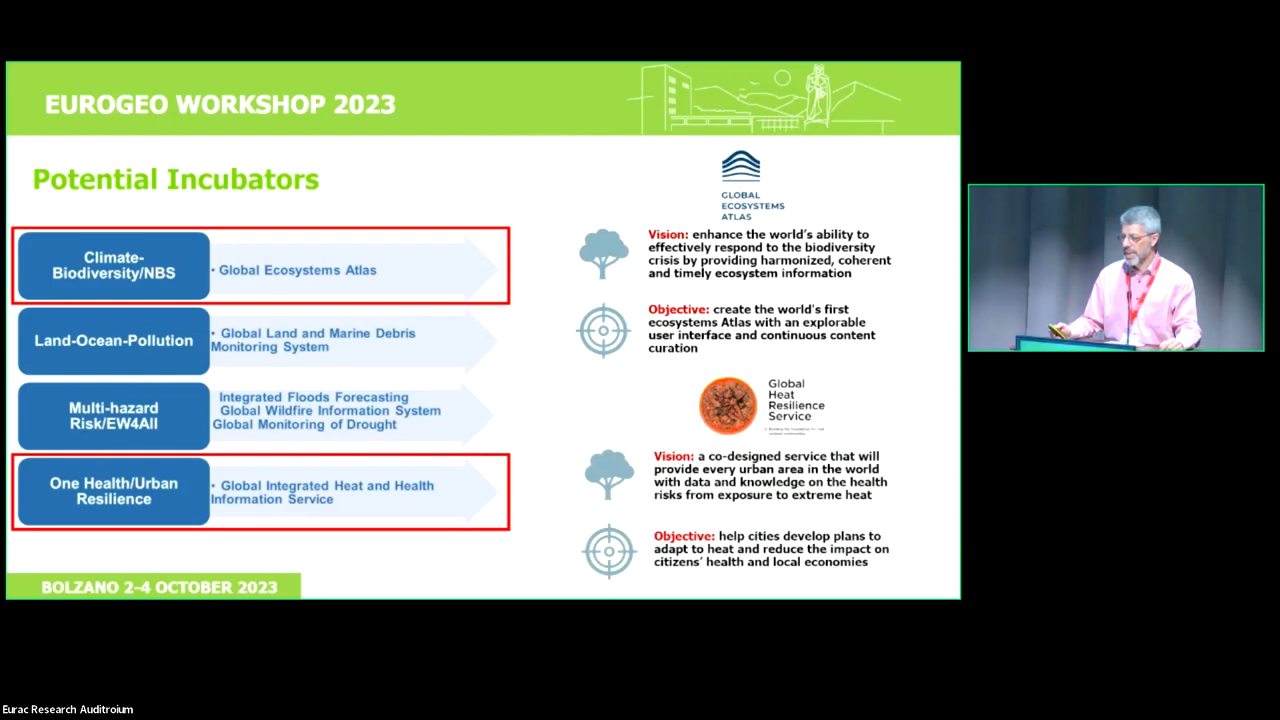 EUROGEO WORKSHOP 2023
Potential Incubators
Climate-
Biodiversity/NBS
• Global Ecosystems Atlas
Land-Ocean-Pollution
• Global Land and Marine Debris
Monitoring System
Multi-hazard
Risk/EW4All
Integrated Floods Forecasting
Global Wildfire Information System
Global Monitoring of Drought
One Health/Urban
Resilience
• Global Integrated Heat and Health
Information Service
GLOBAL
ECOSYSTEMS
ATLAS
Vision: enhance the world's ability to
effectively respond to the biodiversity
crisis by providing harmonized, coherent
and timely ecosystem information
Objective: create the world's first
ecosystems Atlas with an explorable
user interface and continuous content
curation
Global
Heat
Resilience
Service
Vision: a co-designed service that will
provide every urban area in the world
with data and knowledge on the health
risks from exposure to extreme heat
Objective: help cities develop plans to
adapt to heat and reduce the impact on
citizens' health and local economies
BOLZANO 2-4 OCTOBER 2023
Eurac Research Auditroium